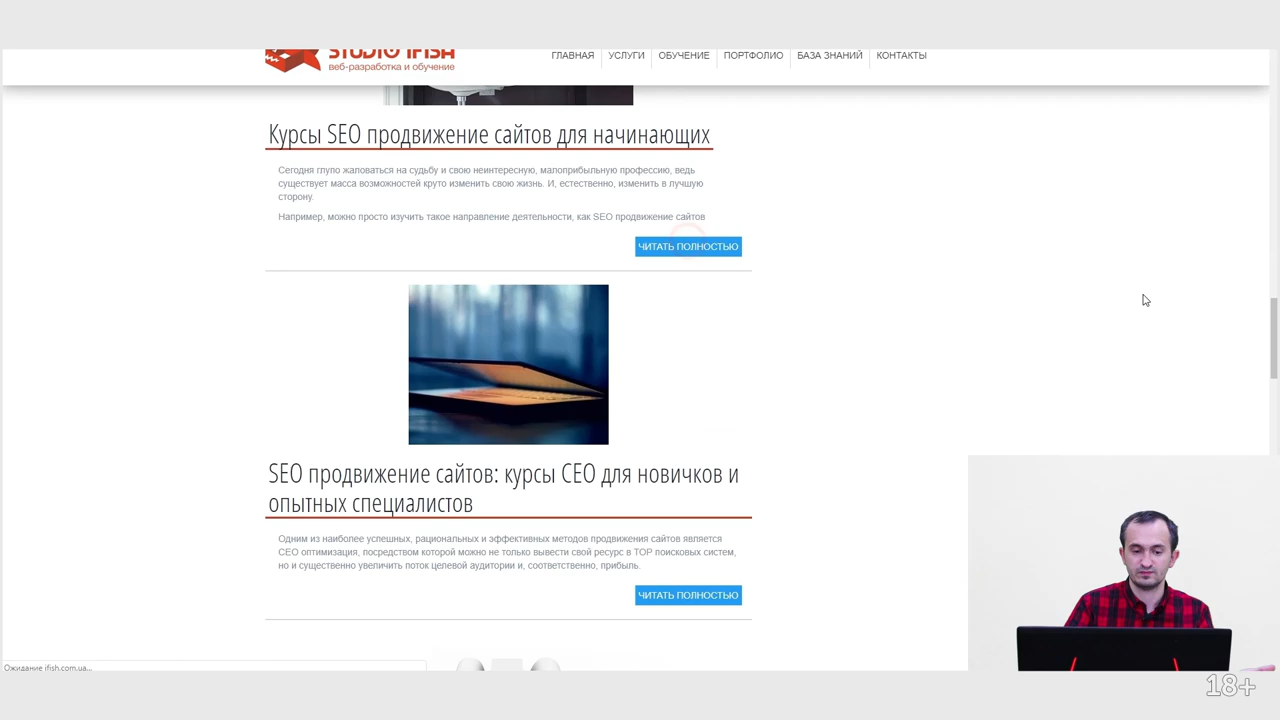 STUDIO IFISH
веб-разработка и обучение
ГЛАВНАЯ УСЛУГИ ОБУЧЕНИЕ ПОРТФОЛИО БАЗА ЗНАНИЙ КОНТАКТЫ
Курсы SEO продвижение сайтов для начинающих
Сегодня глупо жаловаться на судьбу и свою неинтересную, малоприбыльную профессию, ведь
существует масса возможностей круто изменить свою жизнь. И, естественно, изменить в лучшую
сторону.
Например, можно просто изучить такое направление деятельности, как SEO продвижение сайтов
ЧИТАТЬ ПОЛНОСТЬЮ
SEO продвижение сайтов: курсы СЕО для новичков и
опытных специалистов
Одним из наиболее успешных, рациональных и эффективных методов продвижения сайтов является
СЕО оптимизация, посредством которой можно не только вывести свой ресурс в TOP поисковых систем,
но и существенно увеличить поток целевой аудитории и, соответственно, прибыль.
ЧИТАТЬ ПОЛНОСТЬЮ
Ожидание ifish.com.ua...
18+